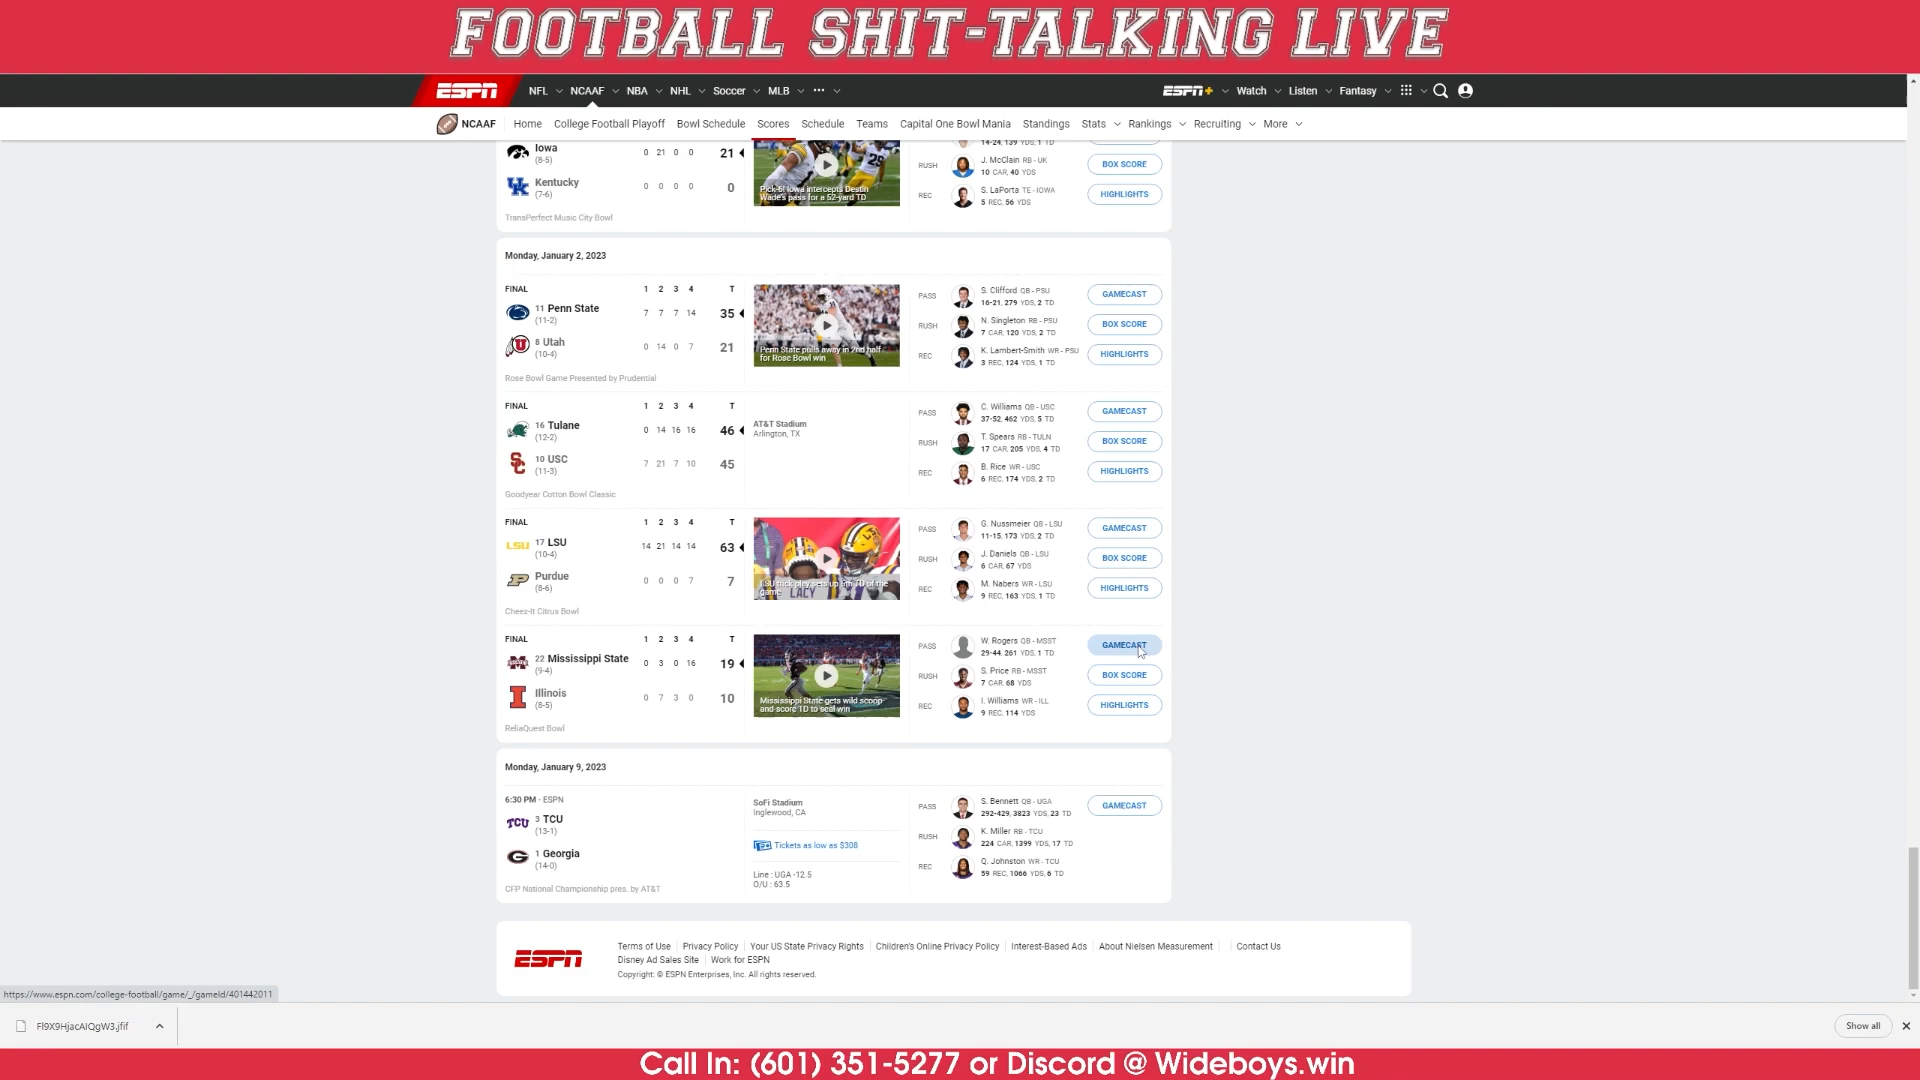 FOOTBALL SHIT-TALKING LIVE
ESPN NFL NCAAF NBA NHL Soccer MLB ••• ESPN+ Watch Listen Fantasy
NCAAF Home College Football Playoff Bowl Schedule Scores Schedule Teams Capital One Bowl Mania Standings Stats Rankings Recruiting More
Iowa 0 21 0 0 21
(8-5)
Kentucky 0 0 0 0 0
(7-6)
TransPerfect Music City Bowl
Pick-6! Iowa intercepts Destin
Wade's pass for a 52-yard TD
14-24, 139 YDS, 1 TD
RUSH J. McClain RB - UK
10 CAR, 40 YDS
REC S. LaPorta TE - IOWA
5 REC, 56 YDS
BOX SCORE
HIGHLIGHTS
Monday, January 2, 2023
FINAL 1 2 3 4 T
11 Penn State 7 7 7 14 35
(11-2)
8 Utah 0 14 0 7 21
(10-4)
Rose Bowl Game Presented by Prudential
Penn State pulls away in 2nd half
for Rose Bowl win
PASS S. Clifford QB - PSU
16-21, 279 YDS, 2 TD
RUSH N. Singleton RB - PSU
7 CAR, 120 YDS, 2 TD
REC K. Lambert-Smith WR - PSU
3 REC, 124 YDS, 1 TD
GAMECAST
BOX SCORE
HIGHLIGHTS
FINAL 1 2 3 4 T
16 Tulane 0 14 16 16 46
(12-2)
10 USC 7 21 7 10 45
(11-3)
Goodyear Cotton Bowl Classic
AT&T Stadium
Arlington, TX
PASS C. Williams QB - USC
37-52, 462 YDS, 5 TD
RUSH T. Spears RB - TULN
17 CAR, 205 YDS, 4 TD
REC B. Rice WR - USC
6 REC, 174 YDS, 2 TD
GAMECAST
BOX SCORE
HIGHLIGHTS
FINAL 1 2 3 4 T
LSU 17 LSU 14 21 14 14 63
(10-4)
Purdue 0 0 0 7 7
(8-6)
Cheez-It Citrus Bowl
LSU trick play sets up 6th TD of the
game
LACY
PASS G. Nussmeier QB - LSU
11-15, 173 YDS, 2 TD
RUSH J. Daniels QB - LSU
6 CAR, 67 YDS
REC M. Nabers WR - LSU
9 REC, 163 YDS, 1 TD
GAMECAST
BOX SCORE
HIGHLIGHTS
FINAL 1 2 3 4 T
22 Mississippi State 0 3 0 16 19
(9-4)
Illinois 0 7 3 0 10
(8-5)
ReliaQuest Bowl
Mississippi State gets wild scoop
and score TD to seal win
PASS W. Rogers QB - MSST
29-44, 261 YDS, 1 TD
RUSH S. Price RB - MSST
7 CAR, 68 YDS
REC I. Williams WR - ILL
9 REC, 114 YDS
GAMECAST
BOX SCORE
HIGHLIGHTS
Monday, January 9, 2023
6:30 PM - ESPN
TCU 3 TCU
(13-1)
1 Georgia
(14-0)
CFP National Championship pres. by AT&T
SoFi Stadium
Inglewood, CA
Tickets as low as $308
Line : UGA -12.5
O/U : 63.5
PASS S. Bennett QB - UGA
292-429, 3823 YDS, 23 TD
RUSH K. Miller RB - TCU
224 CAR, 1399 YDS, 17 TD
REC Q. Johnston WR - TCU
59 REC, 1066 YDS, 6 TD
GAMECAST
ESPN
Terms of Use Privacy Policy Your US State Privacy Rights Children's Online Privacy Policy Interest-Based Ads About Nielsen Measurement Contact Us
Disney Ad Sales Site Work for ESPN
Copyright: © ESPN Enterprises, Inc. All rights reserved.
https://www.espn.com/college-football/game/_/gameId/401442011
Fl9X9HjacAIQgW3.jfif
Show all
Call In: (601) 351-5277 or Discord @ Wideboys.win